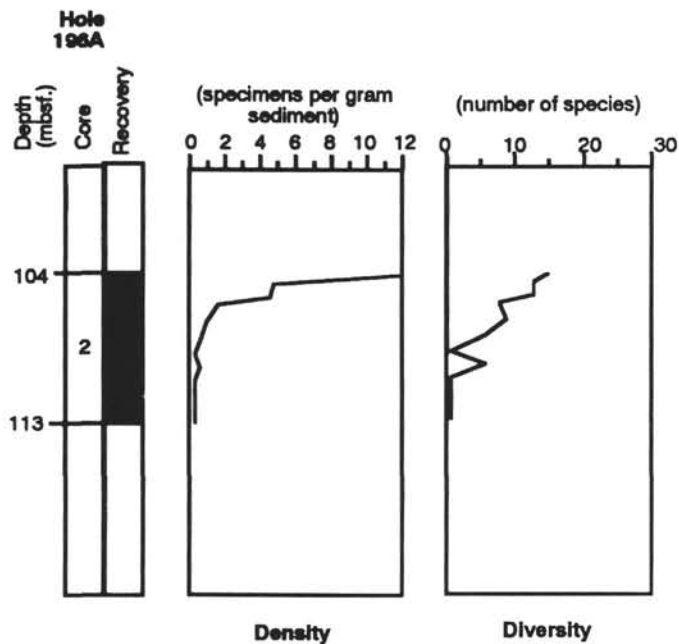 Hole
196A
Depth
(mbsf.)
Core
Recovery
(specimens per gram
sediment)
0 2 4 6 8 10 12
(number of species)
0 10 20 30
104
2
113
Density
Diversity